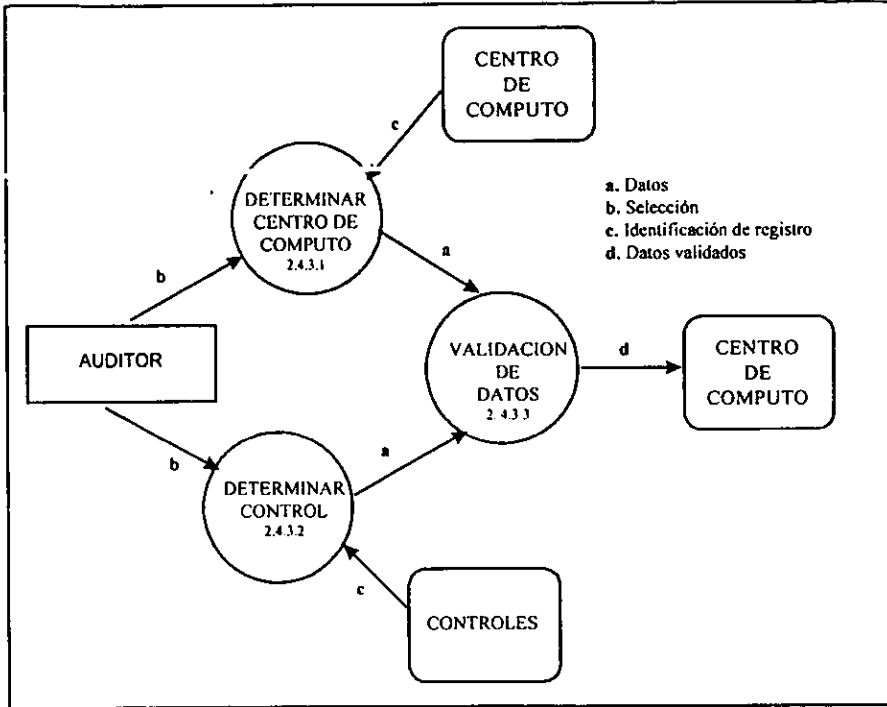 CENTRO
DE
COMPUTO
c
DETERMINAR
CENTRO DE
COMPUTO
2.4.3.1
a. Datos
b. Selección
c. Identificación de registro
d. Datos validados
b
a
AUDITOR
VALIDACION
DE
DATOS
2.4.3.3
d
CENTRO
DE
COMPUTO
b
a
DETERMINAR
CONTROL
2.4.3.2
c
CONTROLES